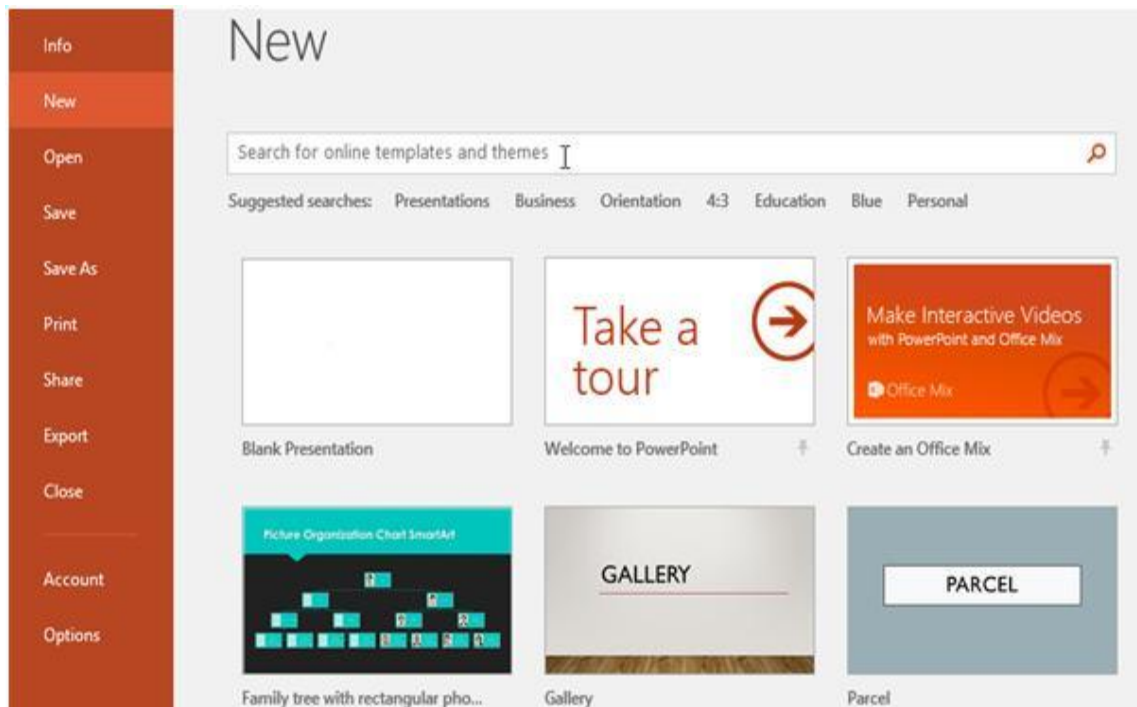 Info
New
Open
Save
Save As
Print
Share
Export
Close
Account
Options
New
Search for online templates and themes
Suggested searches: Presentations Business Orientation 4:3 Education Blue Personal
Take a
tour
Make Interactive Videos
with PowerPoint and Office Mix
Office Mix
Blank Presentation
Welcome to PowerPoint
Create an Office Mix
Picture Organization Chart SmartArt
GALLERY
PARCEL
Family tree with rectangular pho...
Gallery
Parcel